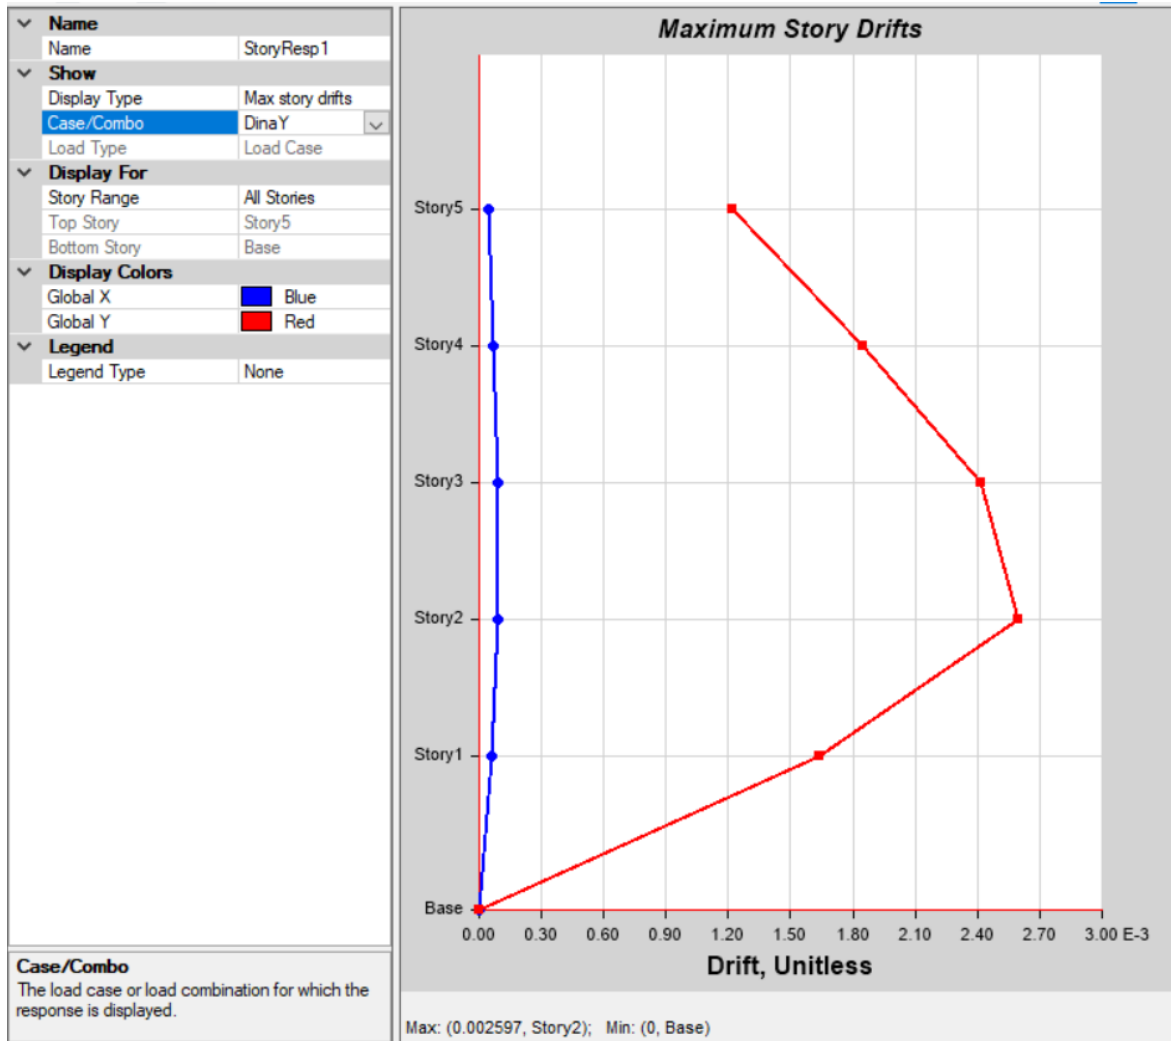 Name
Name StoryResp1
Show
Display Type Max story drifts
Case/Combo DinaY
Load Type Load Case
Display For
Story Range All Stories
Top Story Story5
Bottom Story Base
Display Colors
Global X Blue
Global Y Red
Legend
Legend Type None
Case/Combo
The load case or load combination for which the
response is displayed.
Maximum Story Drifts
Story5
Story4
Story3
Story2
Story1
Base
0.00 0.30 0.60 0.90 1.20 1.50 1.80 2.10 2.40 2.70 3.00 E-3
Drift, Unitless
Max: (0.002597, Story2); Min: (0, Base)